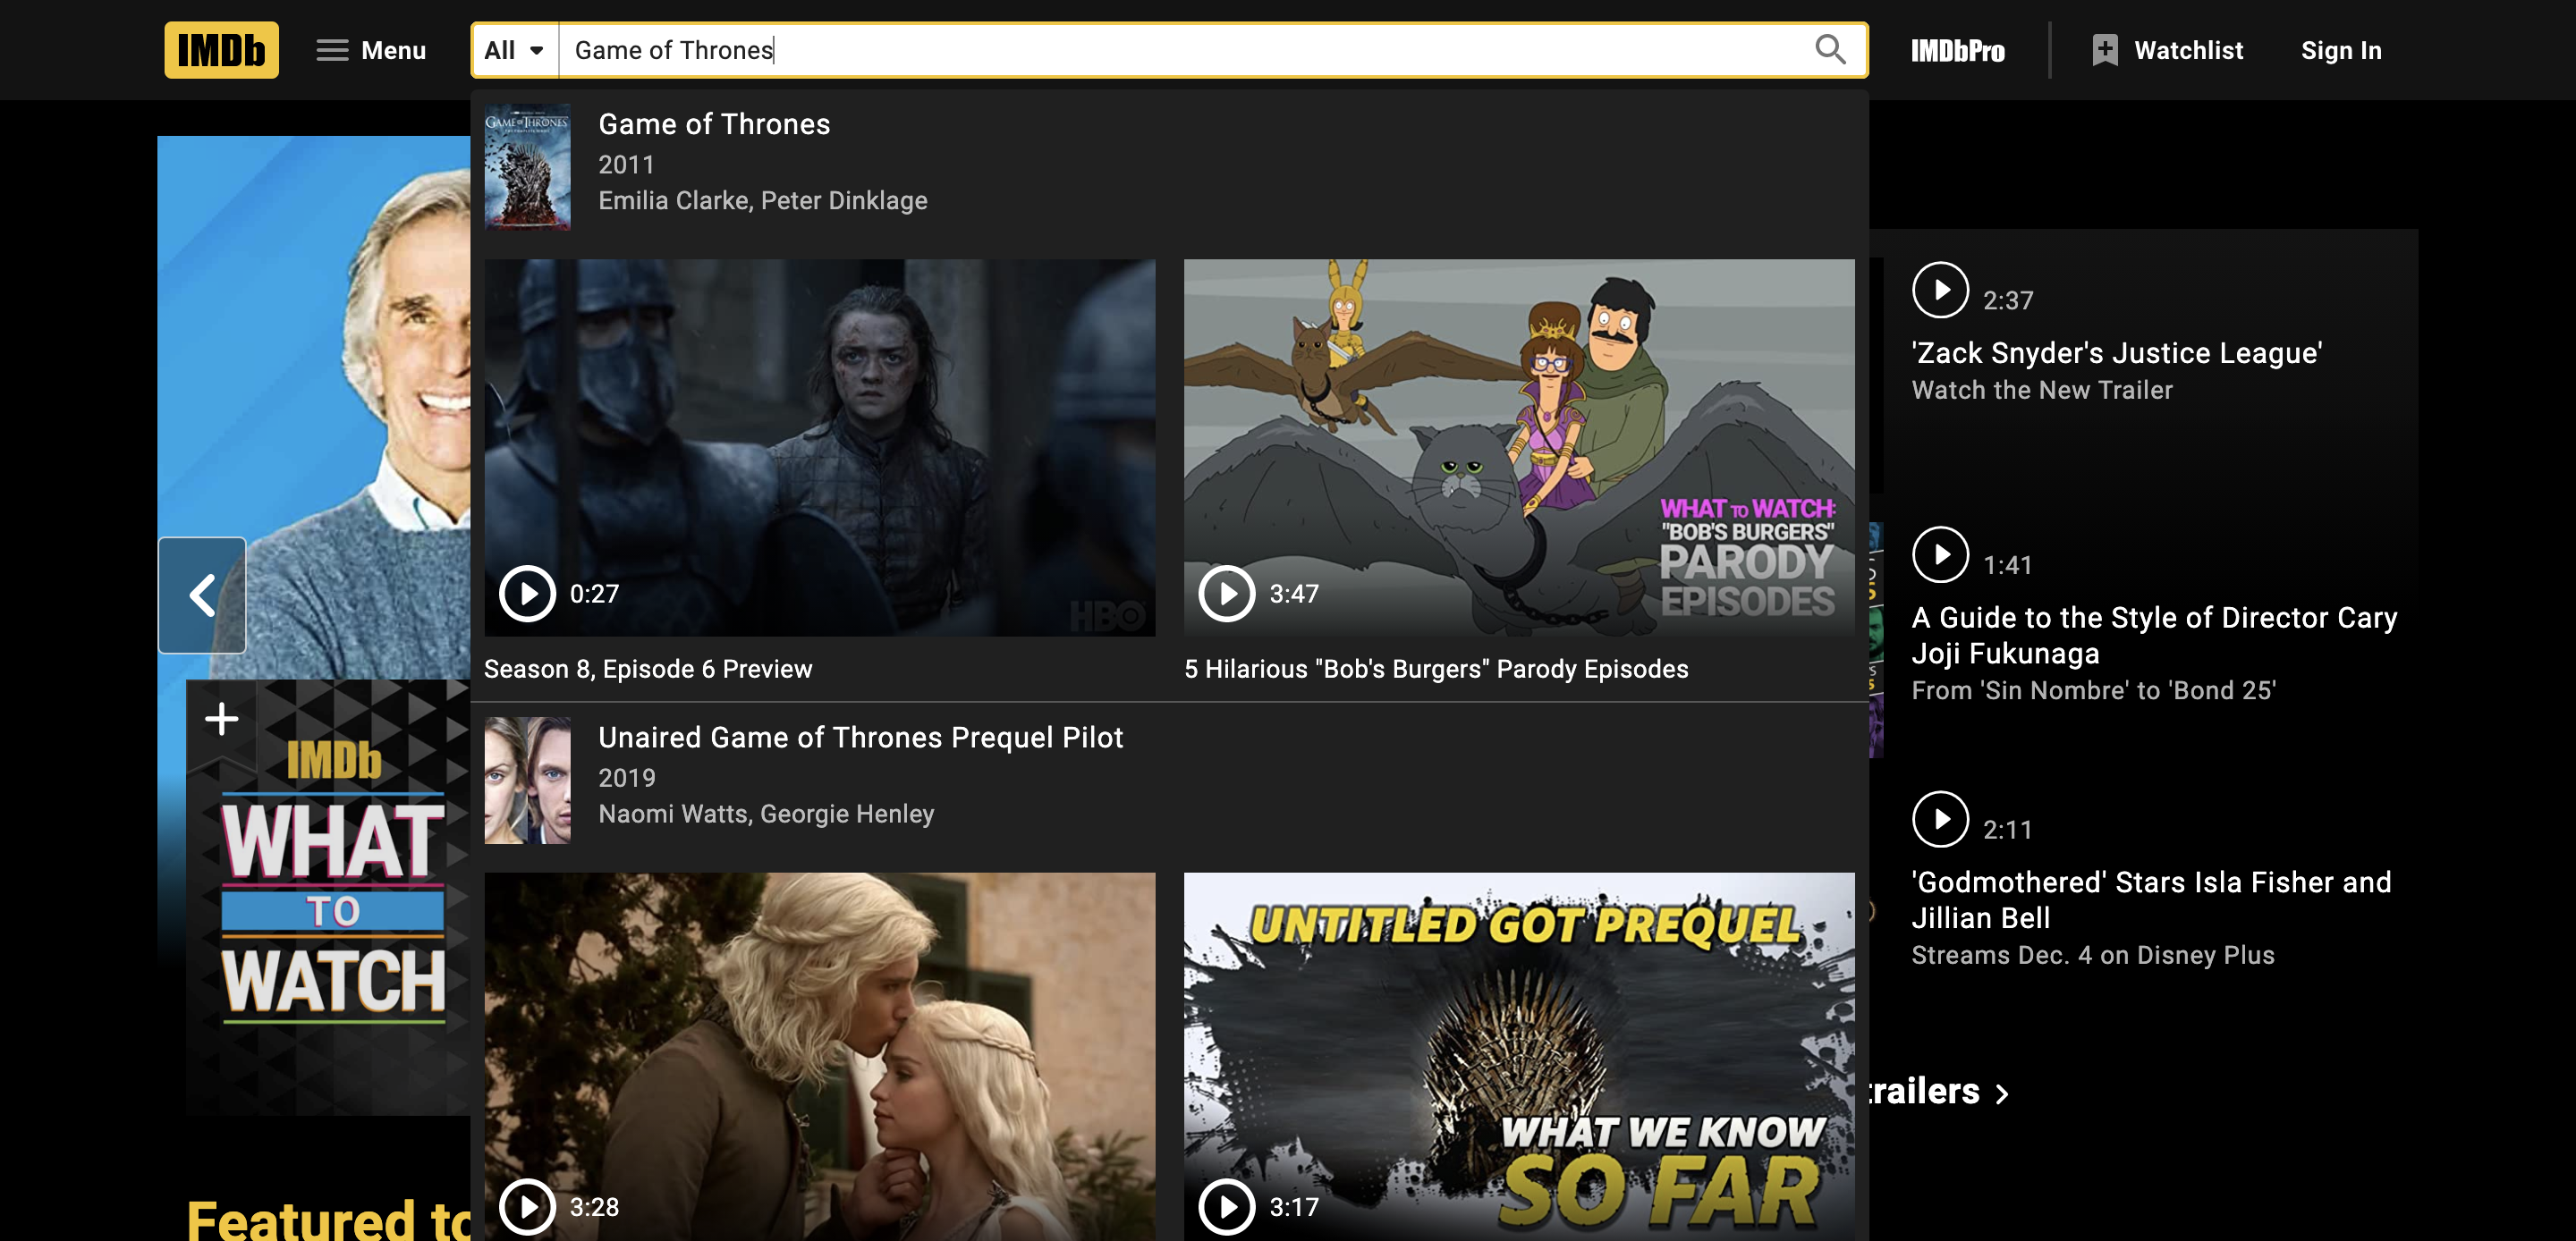 IMDb
Menu
All
Game of Thrones
IMDbPro
Watchlist
Sign In
GAME OF THRONES
Game of Thrones
2011
Emilia Clarke, Peter Dinklage
0:27
HBO
Season 8, Episode 6 Preview
WHAT TO WATCH:
"BOB'S BURGERS"
PARODY
EPISODES
3:47
5 Hilarious "Bob's Burgers" Parody Episodes
Unaired Game of Thrones Prequel Pilot
2019
Naomi Watts, Georgie Henley
3:28
UNTITLED GOT PREQUEL
WHAT WE KNOW
SO FAR
3:17
IMDb
WHAT
TO
WATCH
Featured to
2:37
'Zack Snyder's Justice League'
Watch the New Trailer
1:41
A Guide to the Style of Director Cary
Joji Fukunaga
From 'Sin Nombre' to 'Bond 25'
2:11
'Godmothered' Stars Isla Fisher and
Jillian Bell
Streams Dec. 4 on Disney Plus
trailers